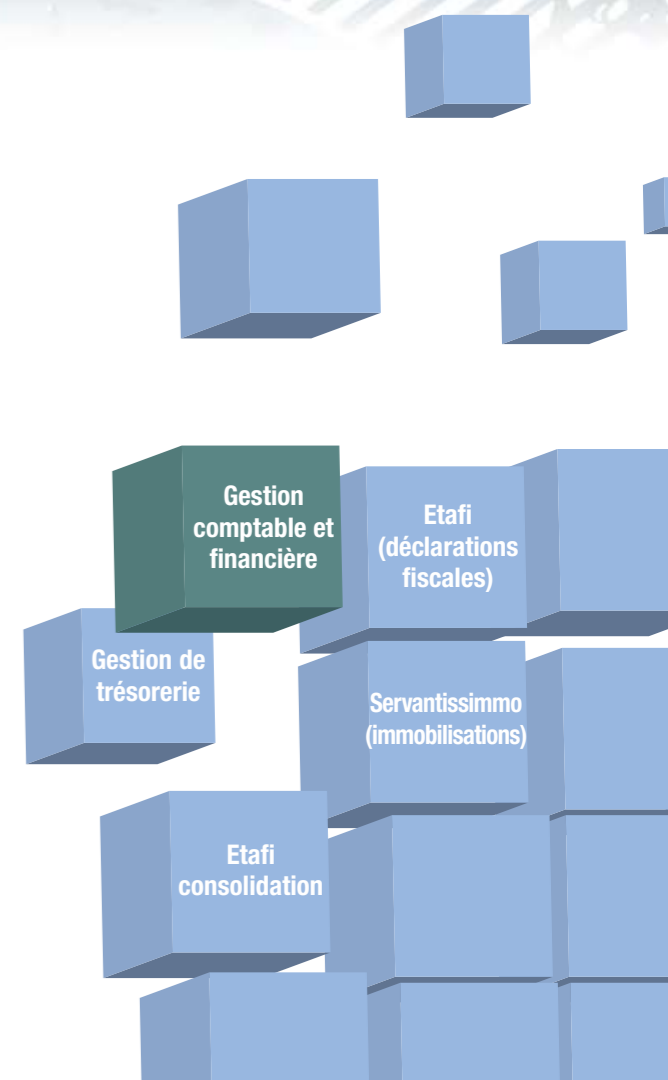 Gestion
comptable et
financière
Etafi
(déclarations
fiscales)
Gestion de
trésorerie
Servantissimmo
(immobilisations)
Etafi
consolidation